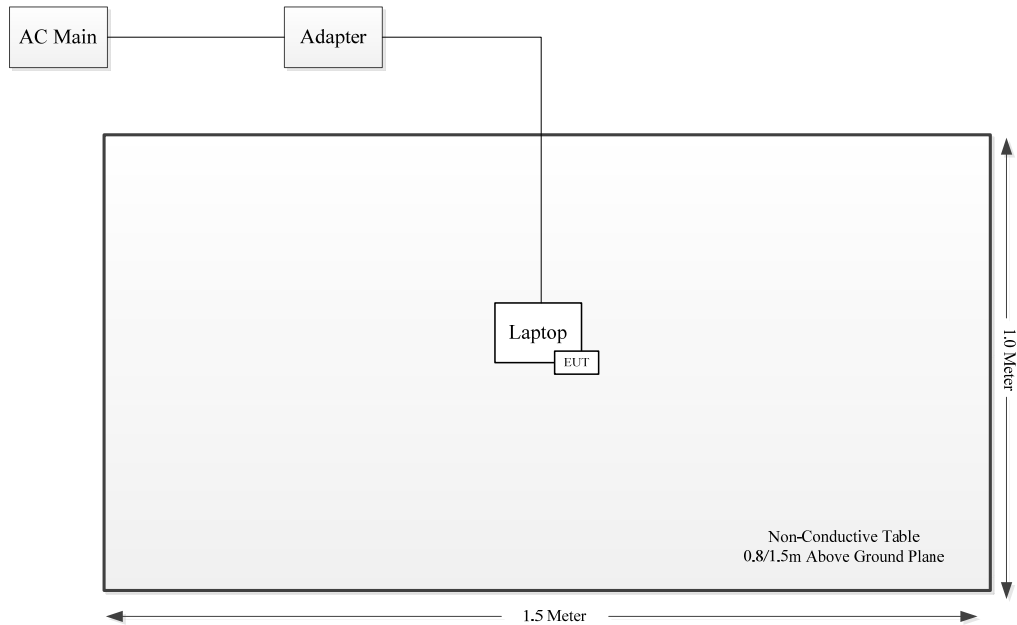 AC Main
Adapter
Laptop
EUT
1.0 Meter
Non-Conductive Table
0.8/1.5m Above Ground Plane
1.5 Meter